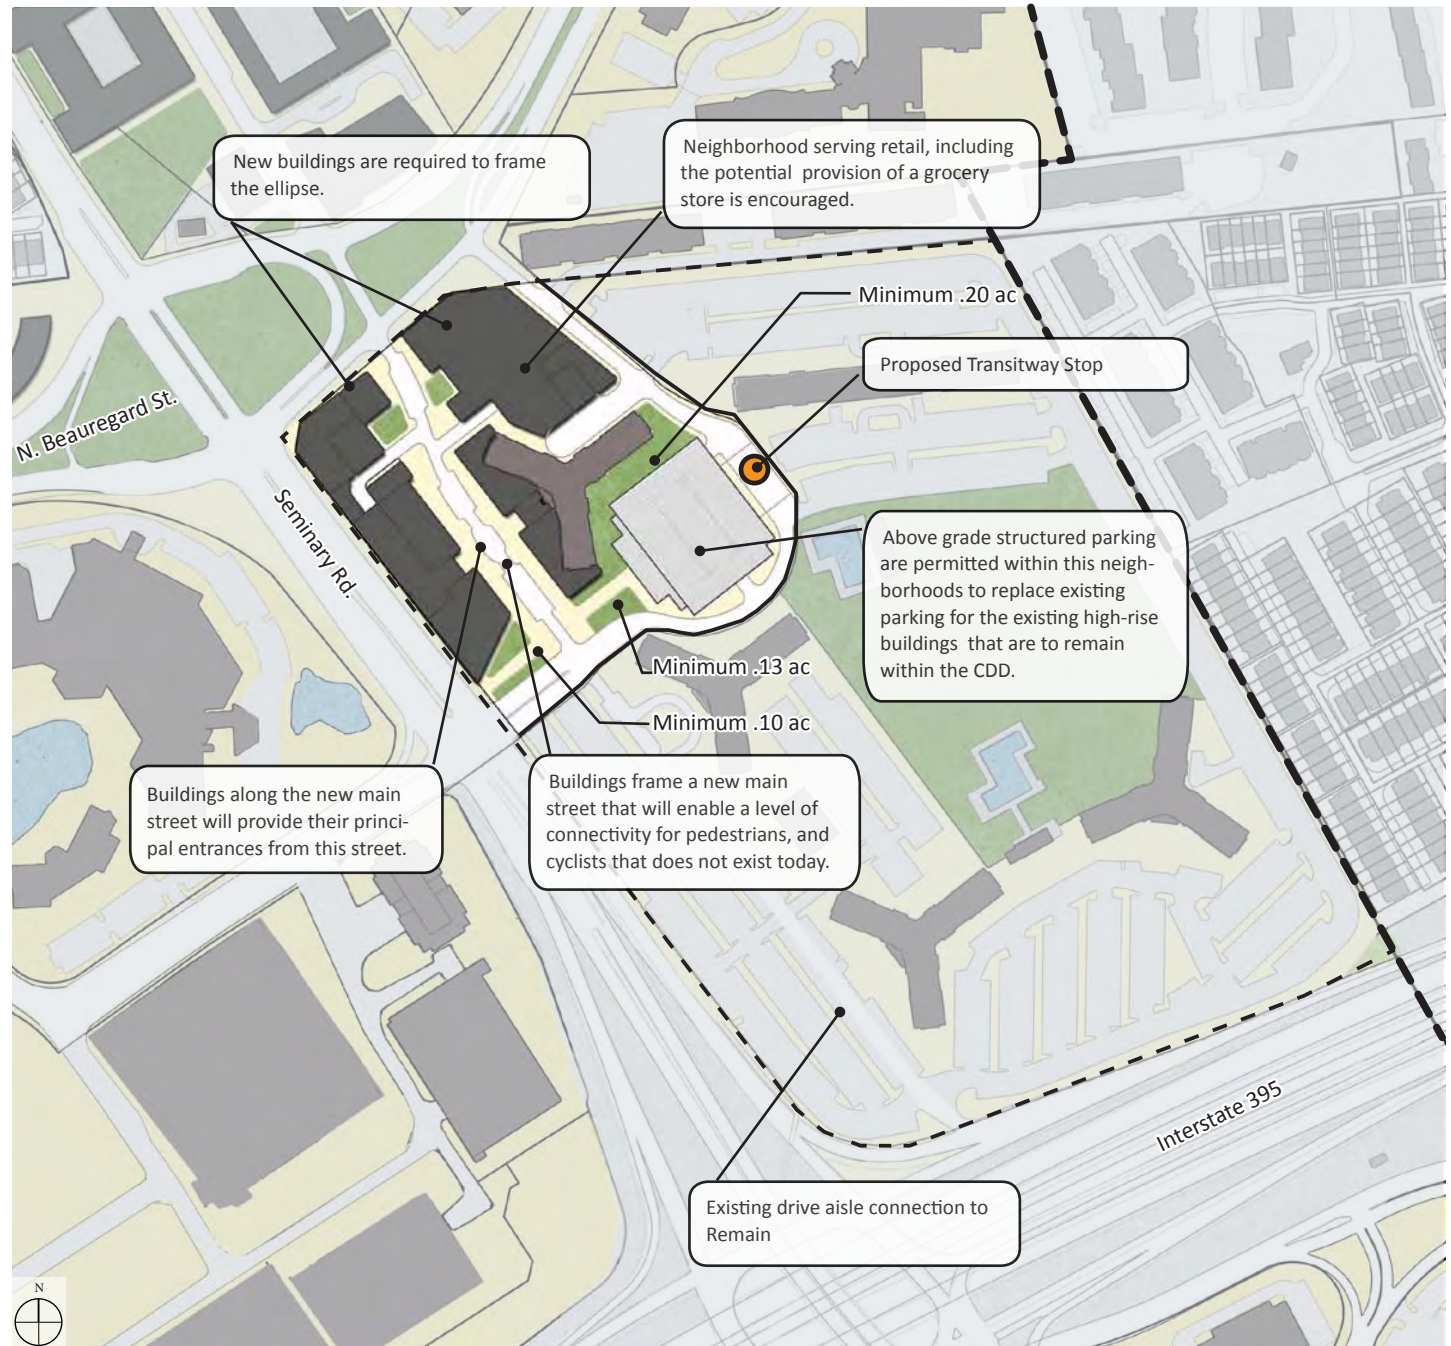 New buildings are required to frame
the ellipse.
Neighborhood serving retail, including
the potential provision of a grocery
store is encouraged.
Minimum .20 ac
Proposed Transitway Stop
N. Beauregard St.
Seminary Rd.
Above grade structured parking
are permitted within this neigh-
borhoods to replace existing
parking for the existing high-rise
buildings that are to remain
within the CDD.
Minimum .13 ac
Minimum .10 ac
Buildings along the new main
street will provide their princi-
pal entrances from this street.
Buildings frame a new main
street that will enable a level of
connectivity for pedestrians, and
cyclists that does not exist today.
Interstate 395
Existing drive aisle connection to
Remain
N